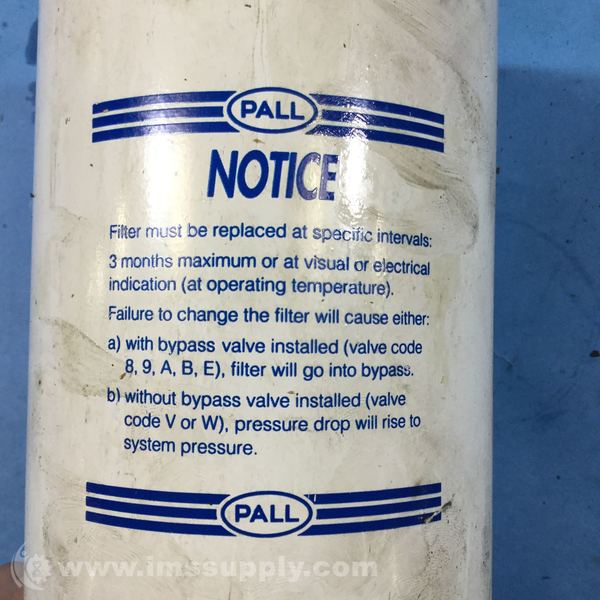 PALL
NOTICE
Filter must be replaced at specific intervals:
3 months maximum or at visual or electrical
indication (at operating temperature).
Failure to change the filter will cause either:
a) with bypass valve installed (valve code
8, 9, A, B, E), filter will go into bypass.
b) without bypass valve installed (valve
code V or W), pressure drop will rise to
system pressure.
PALL
www.imssupply.com